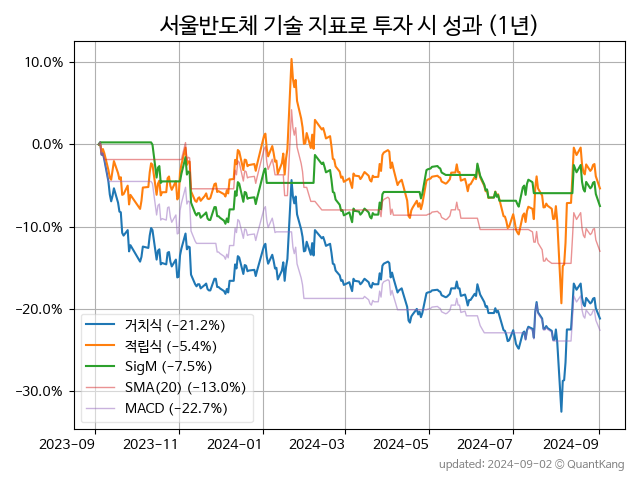 서울반도체 기술 지표로 투자 시 성과 (1년)
10.0%
0.0%
−10.0%
−20.0%
−30.0%
거치식 (−21.2%)
적립식 (−5.4%)
SigM (−7.5%)
SMA(20) (−13.0%)
MACD (−22.7%)
2023-09 2023-11 2024-01 2024-03 2024-05 2024-07 2024-09
updated: 2024-09-02 © QuantKang